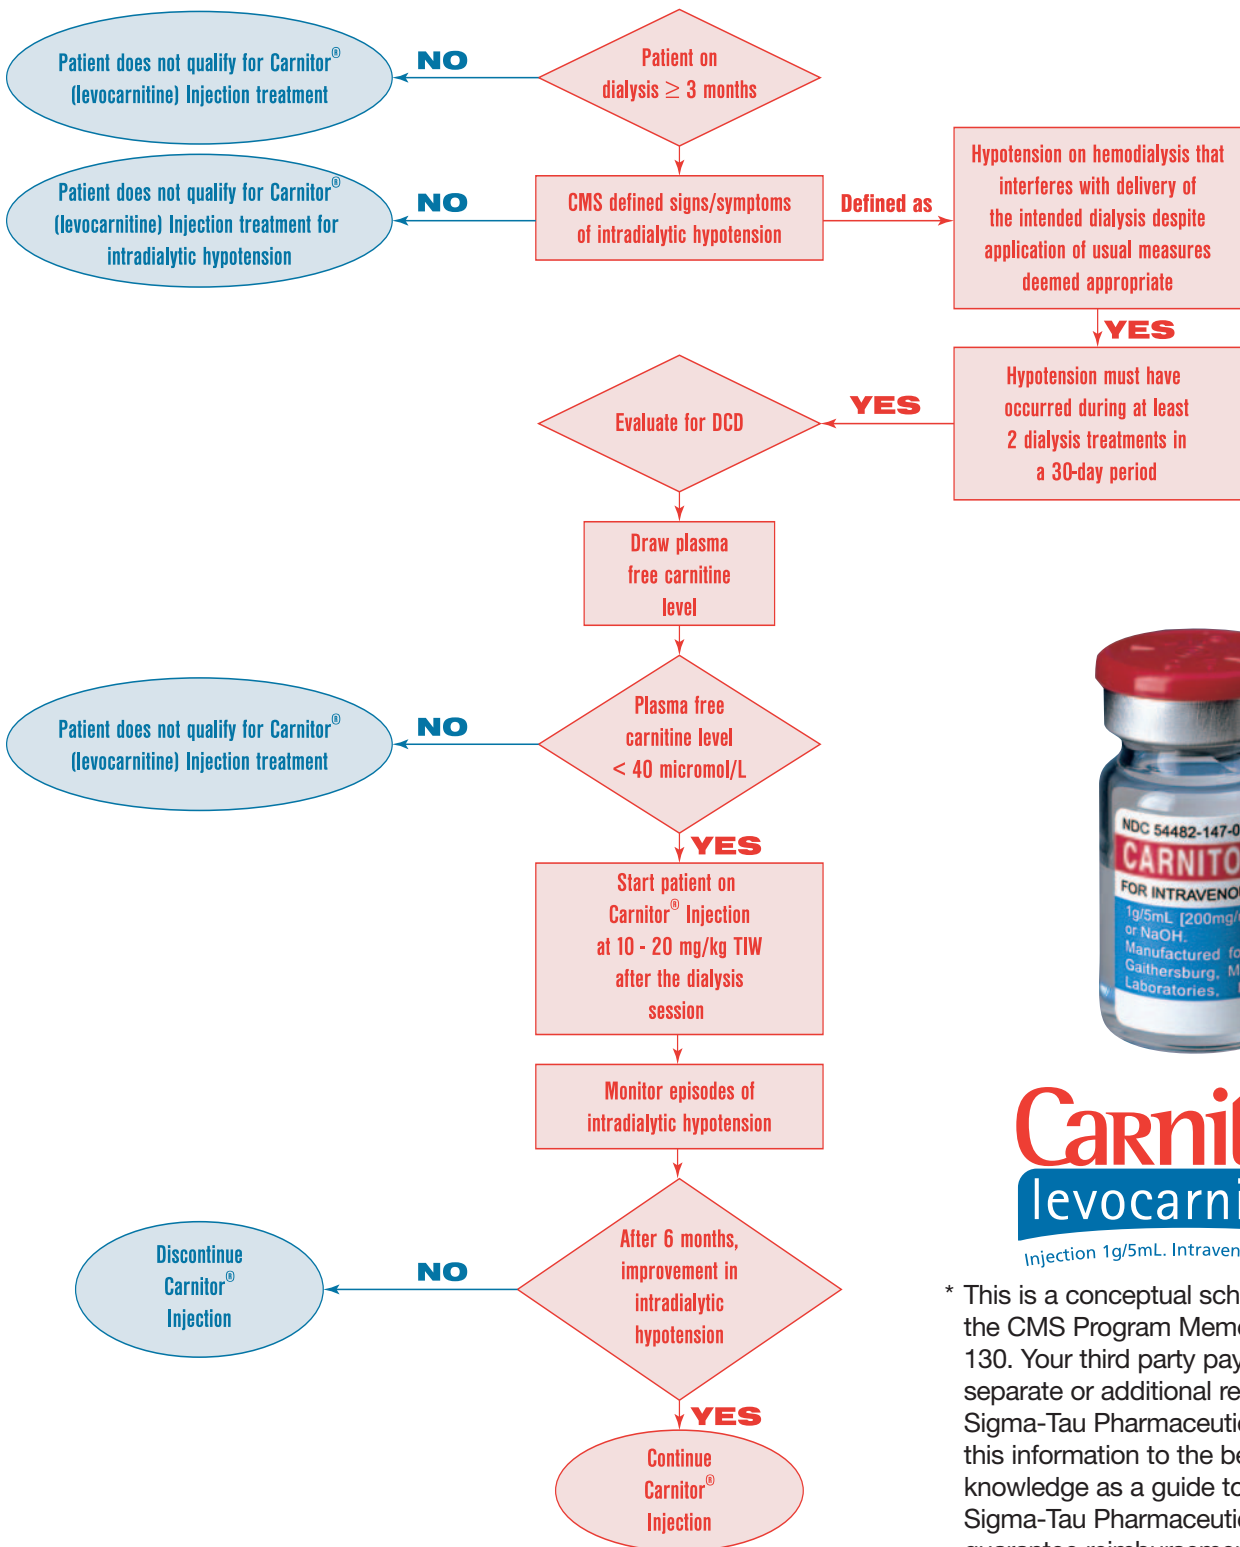 Patient does not qualify for Carnitor®
(levocarnitine) Injection treatment
NO
Patient on
dialysis ≥ 3 months
Patient does not qualify for Carnitor®
(levocarnitine) Injection treatment for
intradialytic hypotension
NO
CMS defined signs/symptoms
of intradialytic hypotension
Defined as
Hypotension on hemodialysis that
interferes with delivery of
the intended dialysis despite
application of usual measures
deemed appropriate
YES
Hypotension must have
occurred during at least
2 dialysis treatments in
a 30-day period
YES
Evaluate for DCD
Draw plasma
free carnitine
level
Plasma free
carnitine level
< 40 micromol/L
NO
Patient does not qualify for Carnitor®
(levocarnitine) Injection treatment
YES
Start patient on
Carnitor® Injection
at 10 - 20 mg/kg TIW
after the dialysis
session
Monitor episodes of
intradialytic hypotension
After 6 months,
improvement in
intradialytic
hypotension
NO
Discontinue
Carnitor®
Injection
YES
Continue
Carnitor®
Injection
NDC 54482-147-0
CARNITO
FOR INTRAVENO
1g/5mL [200mg/
or NaOH.
Manufactured fo
Gaithersburg, M
Laboratories,
Carnit
levocarni
Injection 1g/5mL. Intraven
* This is a conceptual sch
the CMS Program Mem
130. Your third party pay
separate or additional re
Sigma-Tau Pharmaceuti
this information to the be
knowledge as a guide to
Sigma-Tau Pharmaceuti